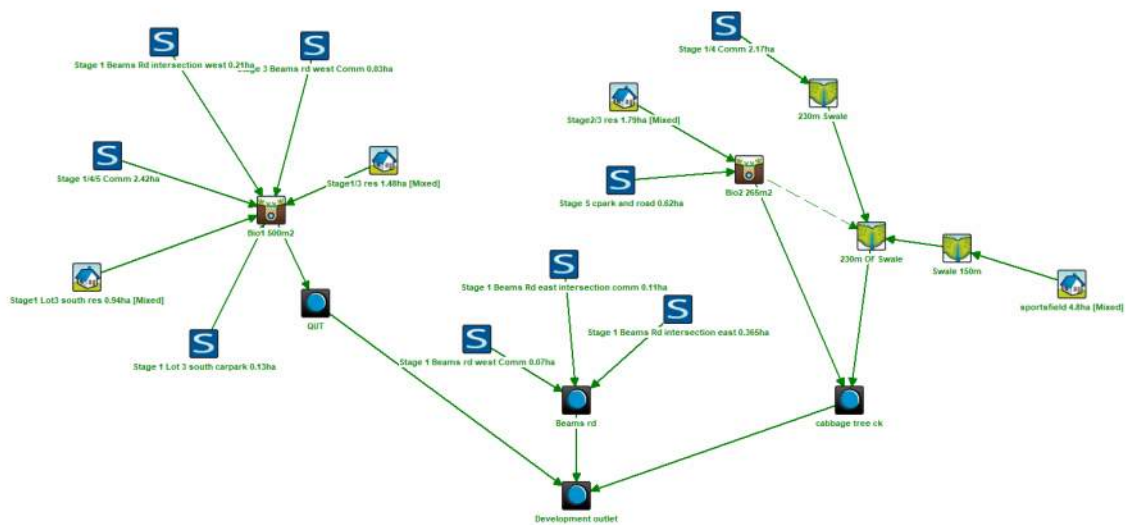 Stage 1/4 Comm 2.17ha
Stage 1 Beams Rd intersection west 0.21ha
Stage 3 Beams rd west Comm 0.03ha
230m Swale
Stage2/3 res 1.79ha [Mixed]
Stage 1/4/5 Comm 2.42ha
Stage1/3 res 1.48ha [Mixed]
Bio2 265m2
Stage 5 cpark and road 0.62ha
Bio1 500m2
230m OF Swale
Swale 150m
Stage 1 Beams Rd east intersection comm 0.11ha
Stage1 Lot3 south res 0.94ha [Mixed]
sportsfield 4.8ha [Mixed]
QUT
Stage 1 Beams Rd intersection east 0.365ha
Stage 1 Beams rd west Comm 0.07ha
Stage 1 Lot 3 south carpark 0.13ha
Beams rd
cabbage tree ck
Development outlet